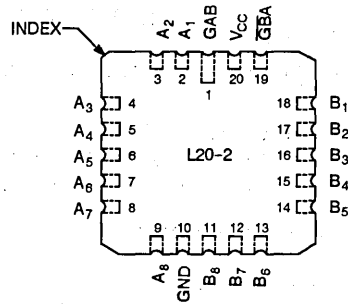 INDEX
A2 A1 GAB VCC G̅B̅A̅
3 2 20 19
1
A3 4 18 B1
A4 5 17 B2
A5 6 L20-2 16 B3
A6 7 15 B4
A7 8 14 B5
9 10 11 12 13
A8 GND B8 B7 B6